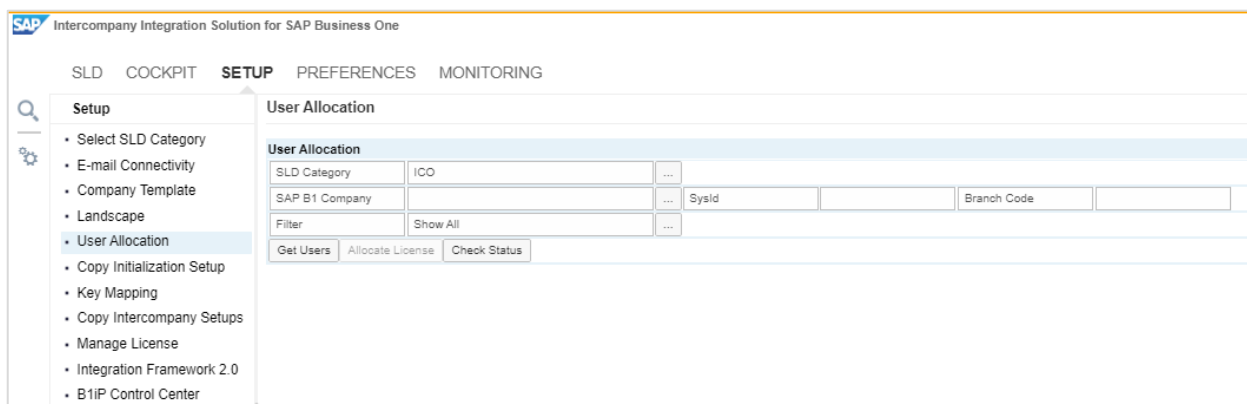 SAP Intercompany Integration Solution for SAP Business One
SLD COCKPIT SETUP PREFERENCES MONITORING
Setup
• Select SLD Category
• E-mail Connectivity
• Company Template
• Landscape
• User Allocation
• Copy Initialization Setup
• Key Mapping
• Copy Intercompany Setups
• Manage License
• Integration Framework 2.0
• B1iP Control Center
User Allocation
User Allocation
SLD Category ICO ...
SAP B1 Company ... SysId Branch Code
Filter Show All ...
Get Users Allocate License Check Status